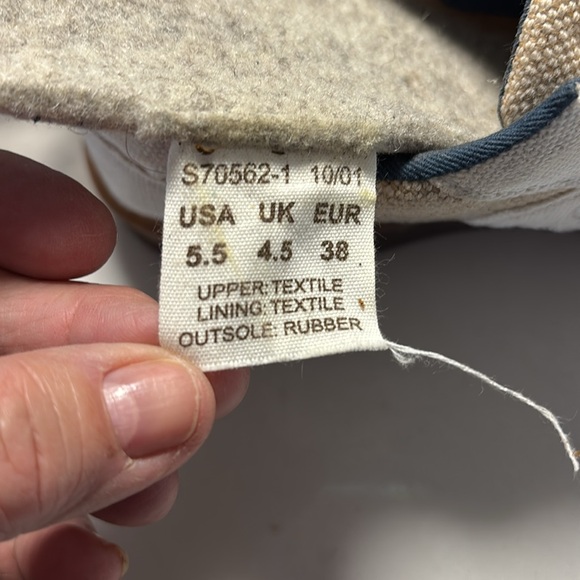 S70562-1 10/01
USA UK EUR
5.5 4.5 38
UPPER: TEXTILE
LINING: TEXTILE
OUTSOLE: RUBBER